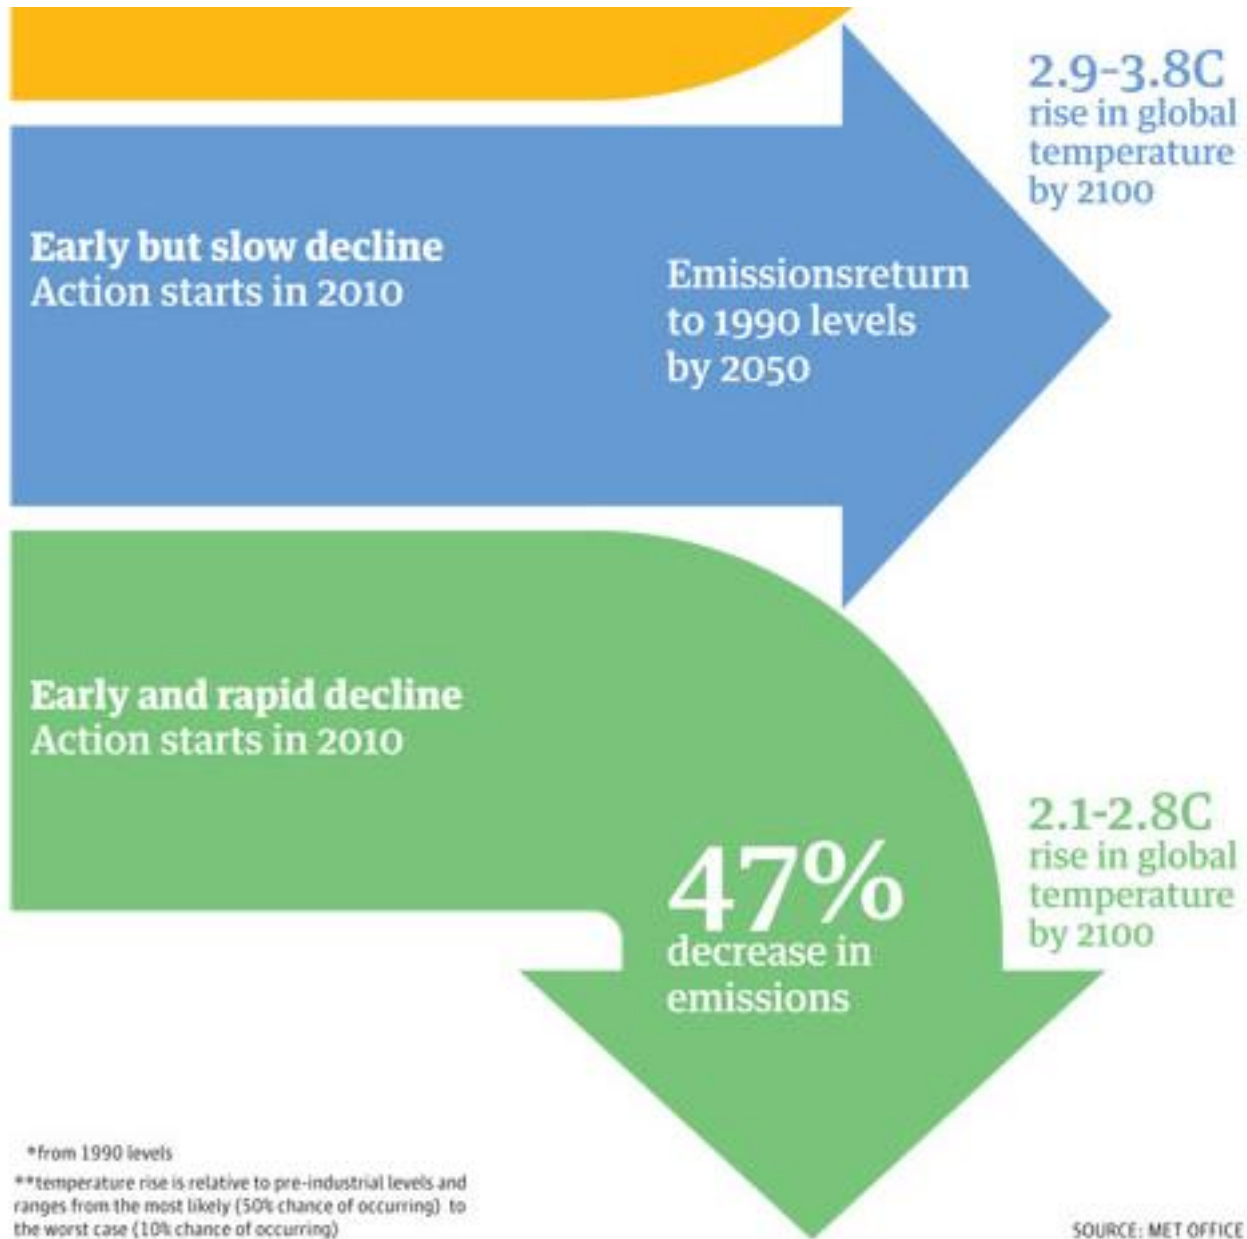 2.9-3.8C
rise in global
temperature
by 2100
Early but slow decline
Action starts in 2010
Emissionsreturn
to 1990 levels
by 2050
Early and rapid decline
Action starts in 2010
47%
decrease in
emissions
2.1-2.8C
rise in global
temperature
by 2100
*from 1990 levels
**temperature rise is relative to pre-industrial levels and
ranges from the most likely (50% chance of occurring) to
the worst case (10% chance of occurring)
SOURCE: MET OFFICE